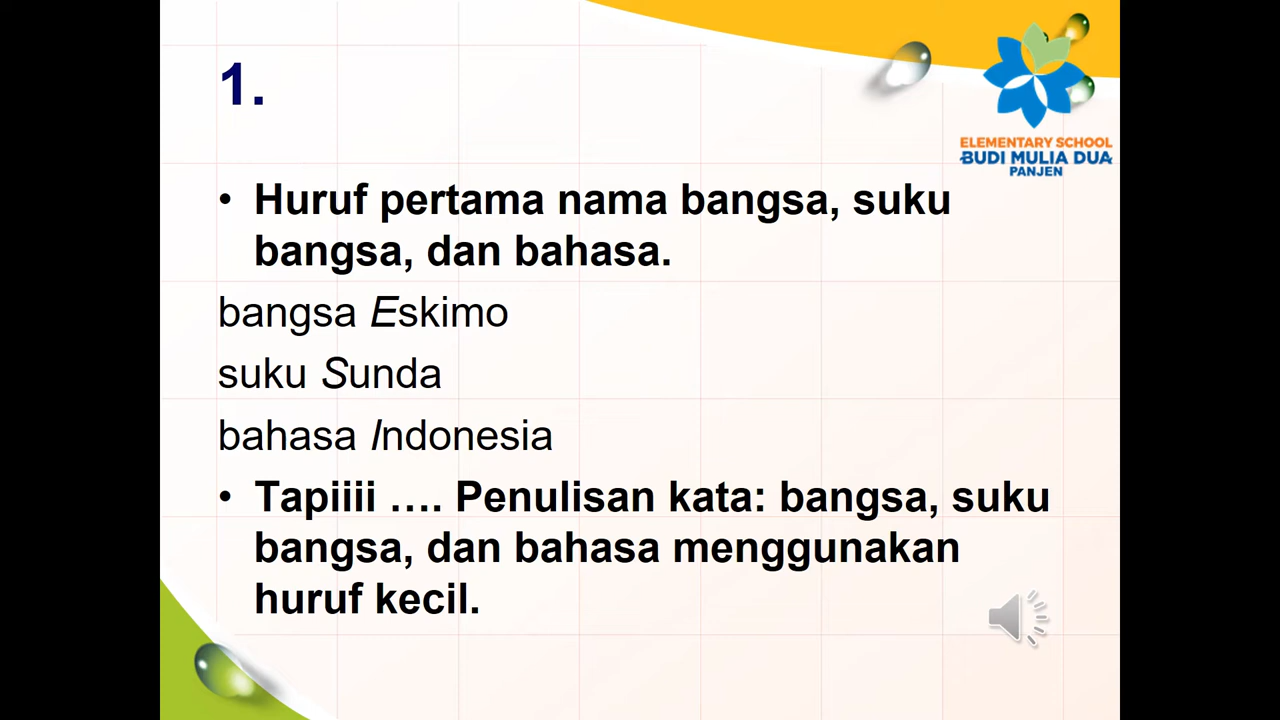 1.
ELEMENTARY SCHOOL
BUDI MULIA DUA
PANJEN
• Huruf pertama nama bangsa, suku
bangsa, dan bahasa.
bangsa Eskimo
suku Sunda
bahasa Indonesia
• Tapiiii …. Penulisan kata: bangsa, suku
bangsa, dan bahasa menggunakan
huruf kecil.